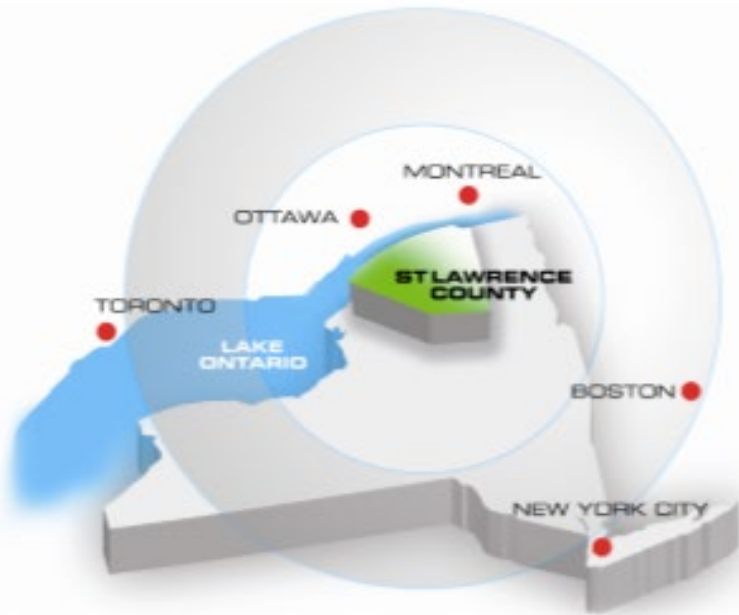 MONTREAL
OTTAWA
ST LAWRENCE
COUNTY
TORONTO
LAKE
ONTARIO
BOSTON
NEW YORK CITY